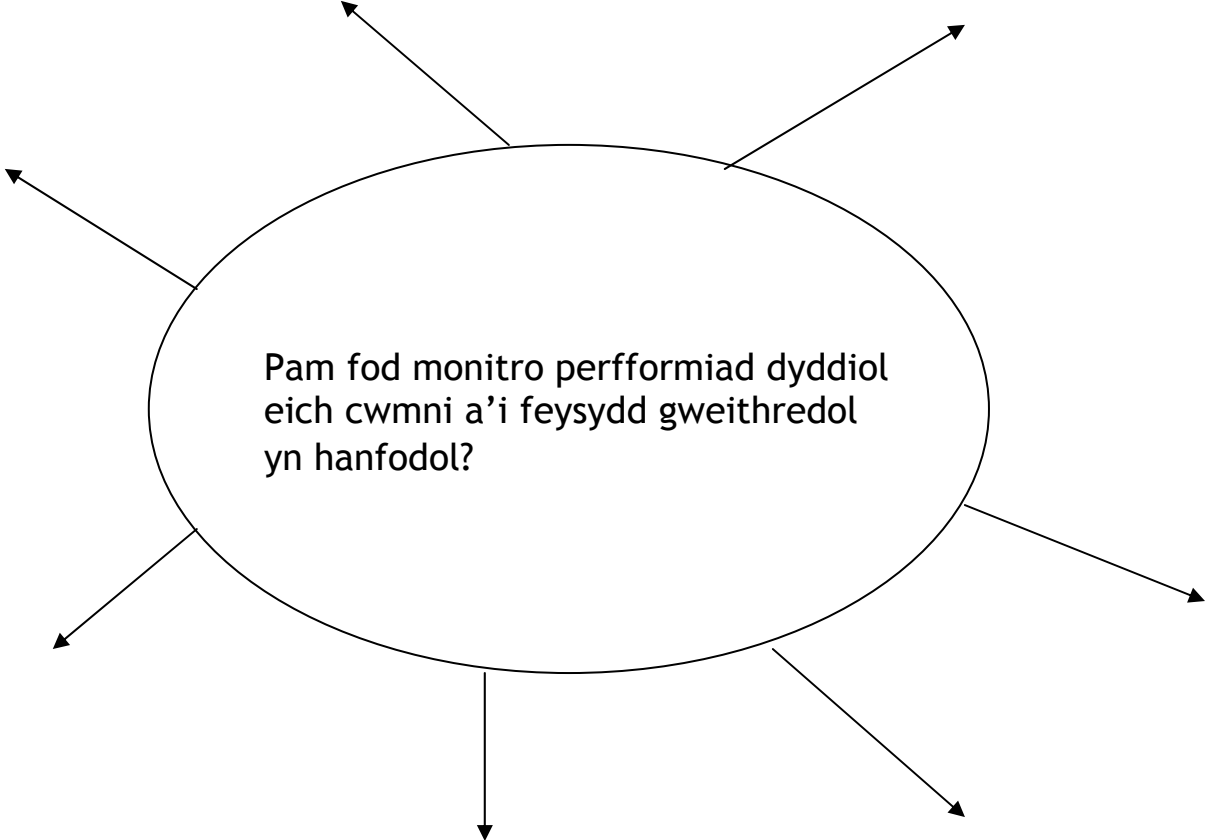 Pam fod monitro perfformiad dyddiol
eich cwmni a’i feysydd gweithredol
yn hanfodol?